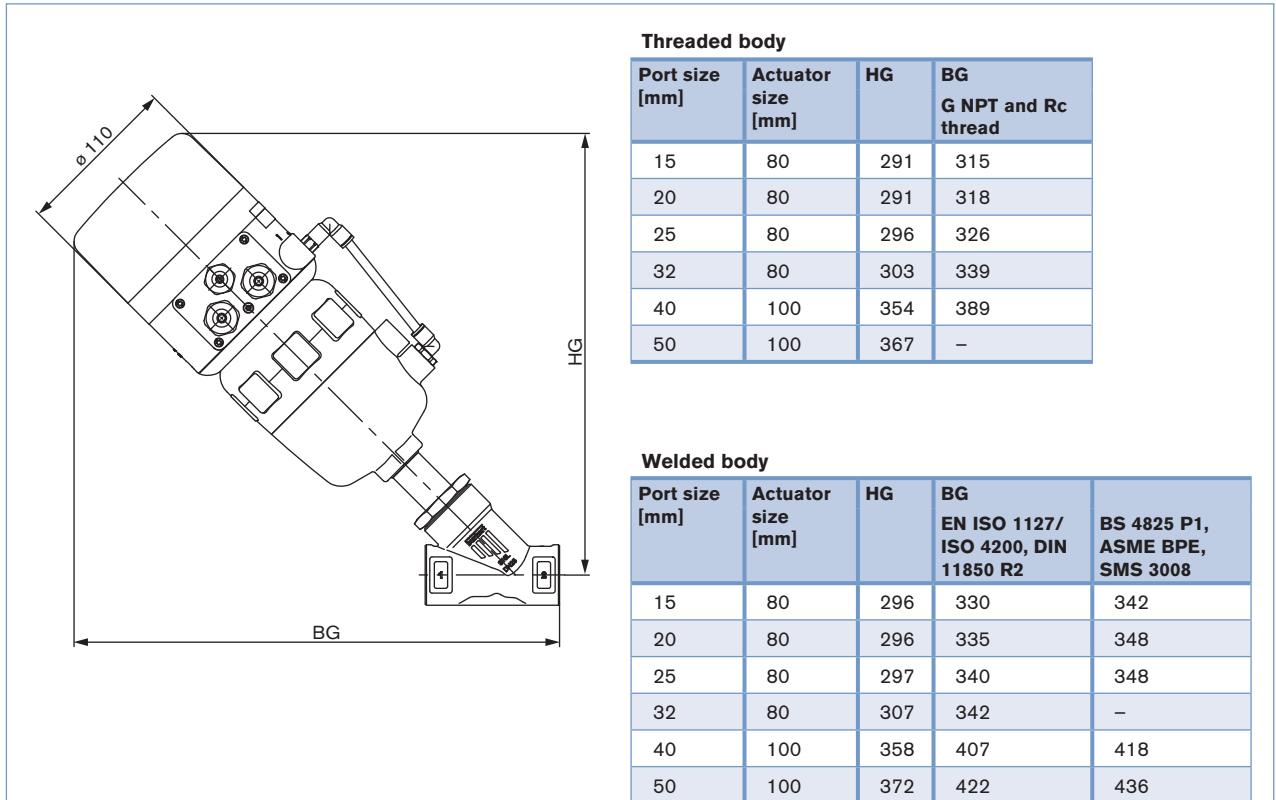 ø 110
HG
1
2
BG
Threaded body
Port size [mm] Actuator size [mm] HG BG G NPT and Rc thread
15 80 291 315
20 80 291 318
25 80 296 326
32 80 303 339
40 100 354 389
50 100 367 –
Welded body
Port size [mm] Actuator size [mm] HG BG EN ISO 1127/ ISO 4200, DIN 11850 R2 BS 4825 P1, ASME BPE, SMS 3008
15 80 296 330 342
20 80 296 335 348
25 80 297 340 348
32 80 307 342 –
40 100 358 407 418
50 100 372 422 436